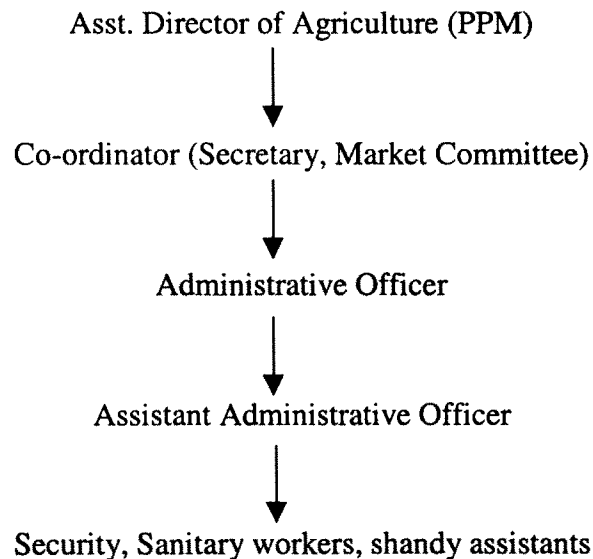 Asst. Director of Agriculture (PPM)
Co-ordinator (Secretary, Market Committee)
Administrative Officer
Assistant Administrative Officer
Security, Sanitary workers, shandy assistants